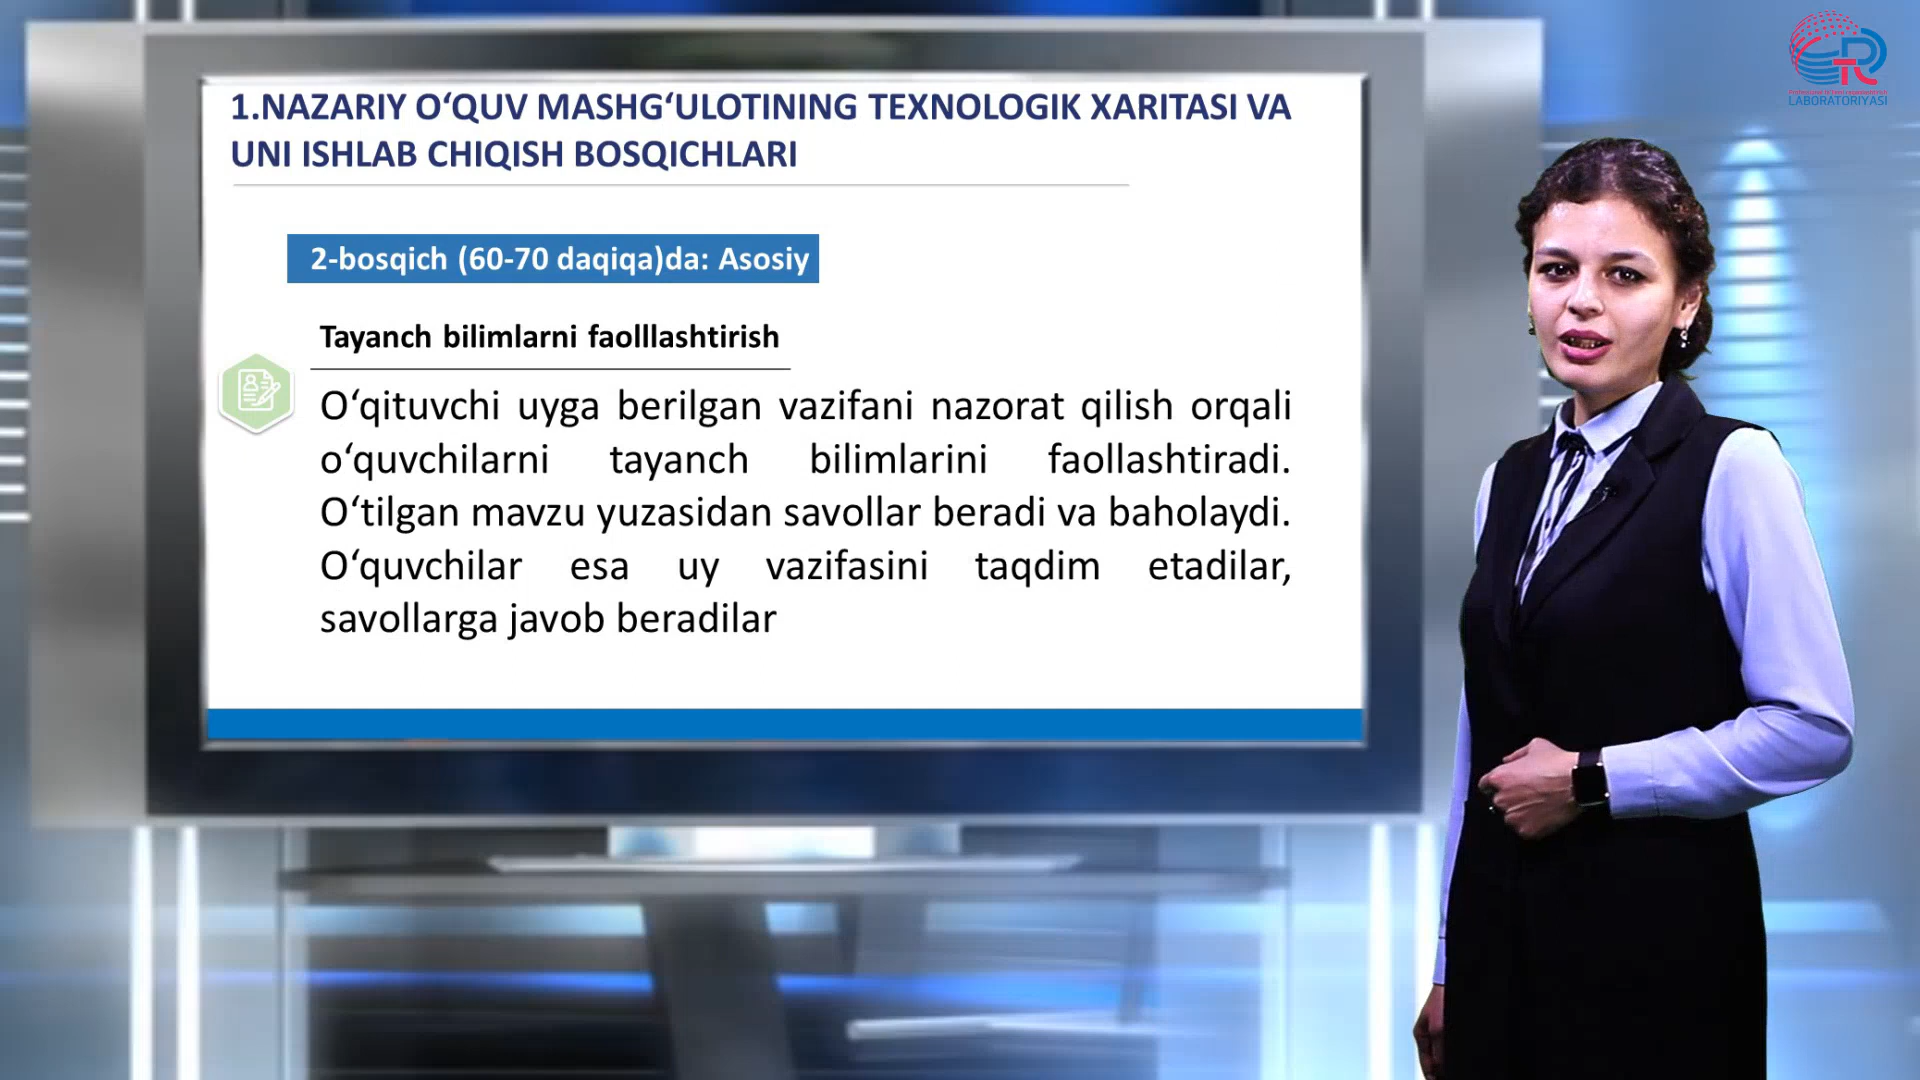 1.NAZARIY O‘QUV MASHG‘ULOTINING TEXNOLOGIK XARITASI VA
UNI ISHLAB CHIQISH BOSQICHLARI
2-bosqich (60-70 daqiqa)da: Asosiy
Tayanch bilimlarni faolllashtirish
O‘qituvchi uyga berilgan vazifani nazorat qilish orqali
o‘quvchilarni tayanch bilimlarini faollashtiradi.
O‘tilgan mavzu yuzasidan savollar beradi va baholaydi.
O‘quvchilar esa uy vazifasini taqdim etadilar,
savollarga javob beradilar
LABORATORIYASI